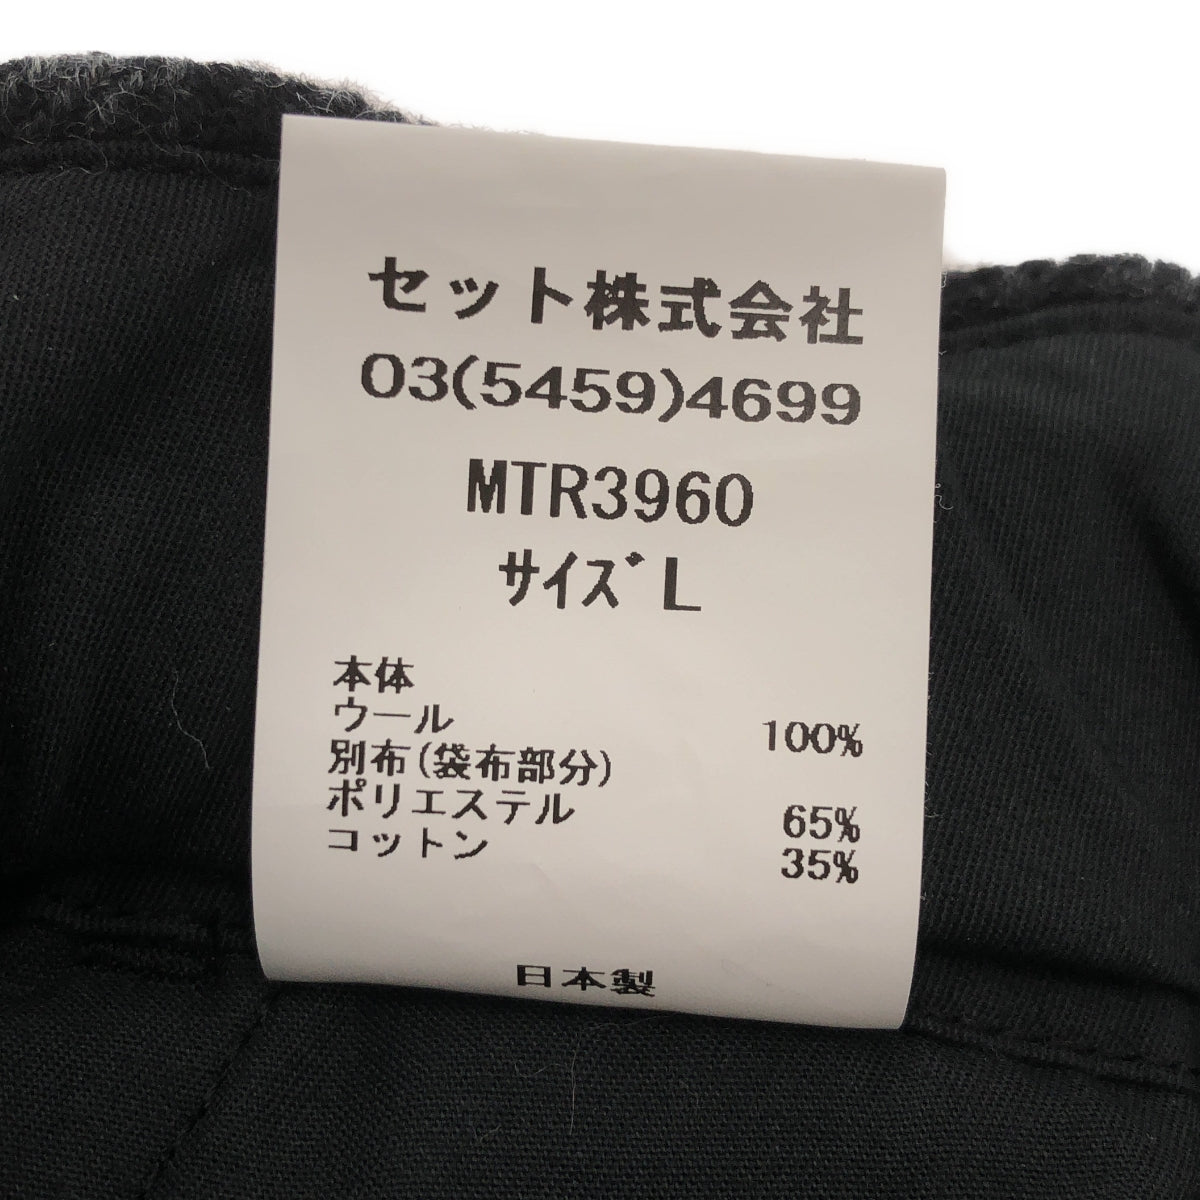 セット株式会社
03(5459)4699
MTR3960
サイズ L
本体
ウール 100%
別布(袋布部分)
ポリエステル 65%
コットン 35%
日本製